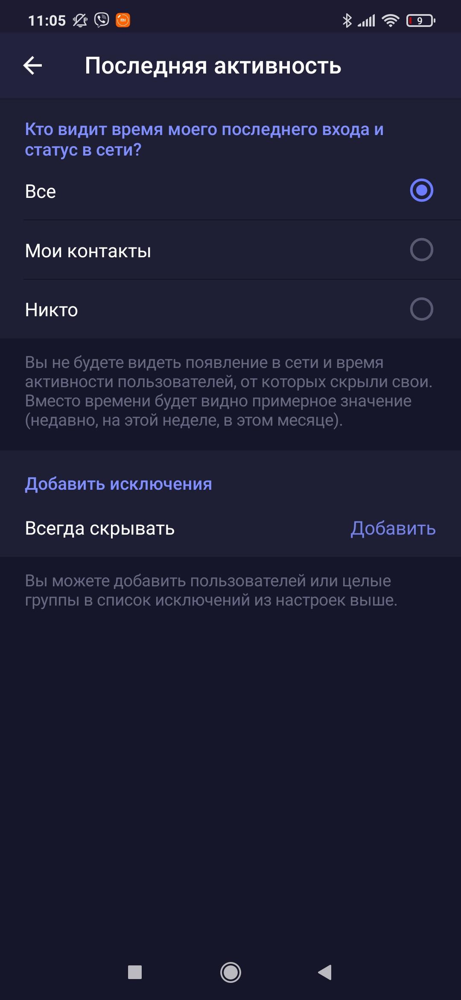 11:05
9
Последняя активность
Кто видит время моего последнего входа и
статус в сети?
Все
Мои контакты
Никто
Вы не будете видеть появление в сети и время
активности пользователей, от которых скрыли свои.
Вместо времени будет видно примерное значение
(недавно, на этой неделе, в этом месяце).
Добавить исключения
Всегда скрывать Добавить
Вы можете добавить пользователей или целые
группы в список исключений из настроек выше.